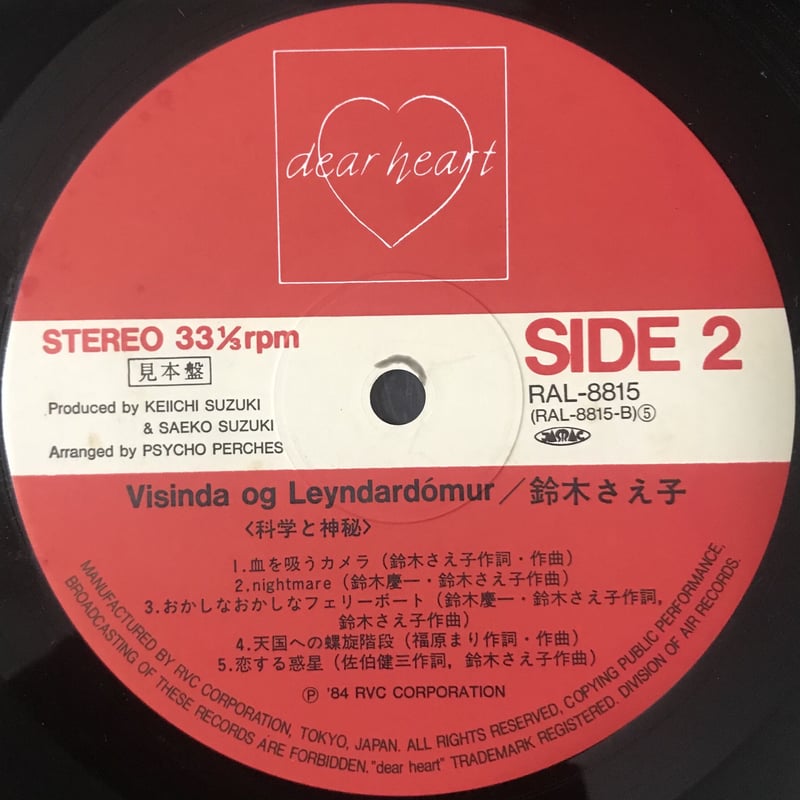 dear heart
STEREO 33⅓rpm
見本盤
Produced by KEIICHI SUZUKI
& SAEKO SUZUKI
Arranged by PSYCHO PERCHES
SIDE 2
RAL-8815
(RAL-8815-B)⑤
JASRAC
Visinda og Leyndardómur/鈴木さえ子
〈科学と神秘〉
1.血を吸うカメラ(鈴木さえ子作詞・作曲)
2.nightmare(鈴木慶一・鈴木さえ子作曲)
3.おかしなおかしなフェリーボート(鈴木慶一・鈴木さえ子作詞,
鈴木さえ子作曲)
4.天国への螺旋階段(福原まり作詞・作曲)
5.恋する惑星(佐伯健三作詞,鈴木さえ子作曲)
Ⓟ '84 RVC CORPORATION
MANUFACTURED BY RVC CORPORATION, TOKYO, JAPAN. ALL RIGHTS RESERVED, COPYING PUBLIC PERFORMANCE,
BROADCASTING OF THESE RECORDS ARE FORBIDDEN. "dear heart" TRADEMARK REGISTERED. DIVISION OF AIR RECORDS.